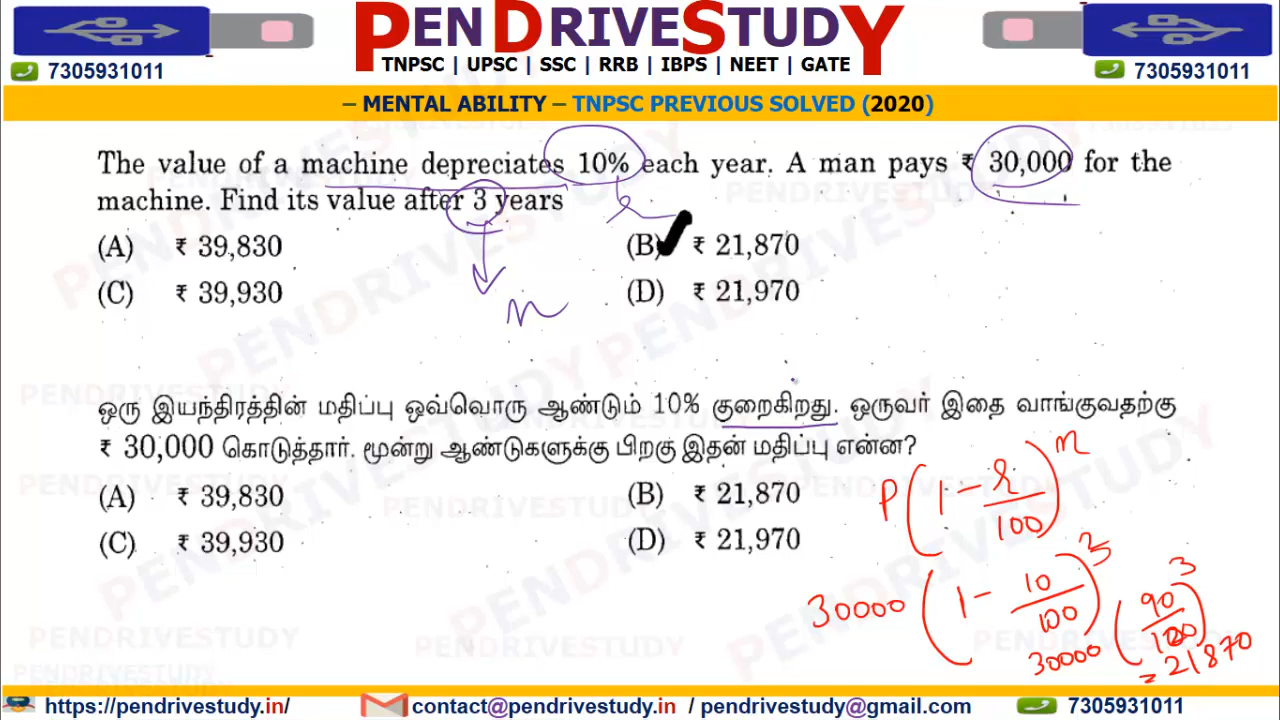 PENDRIVESTUDY
TNPSC | UPSC | SSC | RRB | IBPS | NEET | GATE
7305931011
7305931011
– MENTAL ABILITY – TNPSC PREVIOUS SOLVED (2020)
The value of a machine depreciates 10% each year. A man pays ₹ 30,000 for the
machine. Find its value after 3 years
(A) ₹ 39,830 (B) ₹ 21,870
(C) ₹ 39,930 (D) ₹ 21,970
n
ஒரு இயந்திரத்தின் மதிப்பு ஒவ்வொரு ஆண்டும் 10% குறைகிறது. ஒருவர் இதை வாங்குவதற்கு
₹ 30,000 கொடுத்தார். மூன்று ஆண்டுகளுக்கு பிறகு இதன் மதிப்பு என்ன?
(A) ₹ 39,830 (B) ₹ 21,870
(C) ₹ 39,930 (D) ₹ 21,970
P(1 - r/100)^n
30000 (1 - 10/100)^3
30000 (90/100)^3
= 21870
PENDRIVESTUDY
https://pendrivestudy.in/ contact@pendrivestudy.in / pendrivestudy@gmail.com 7305931011